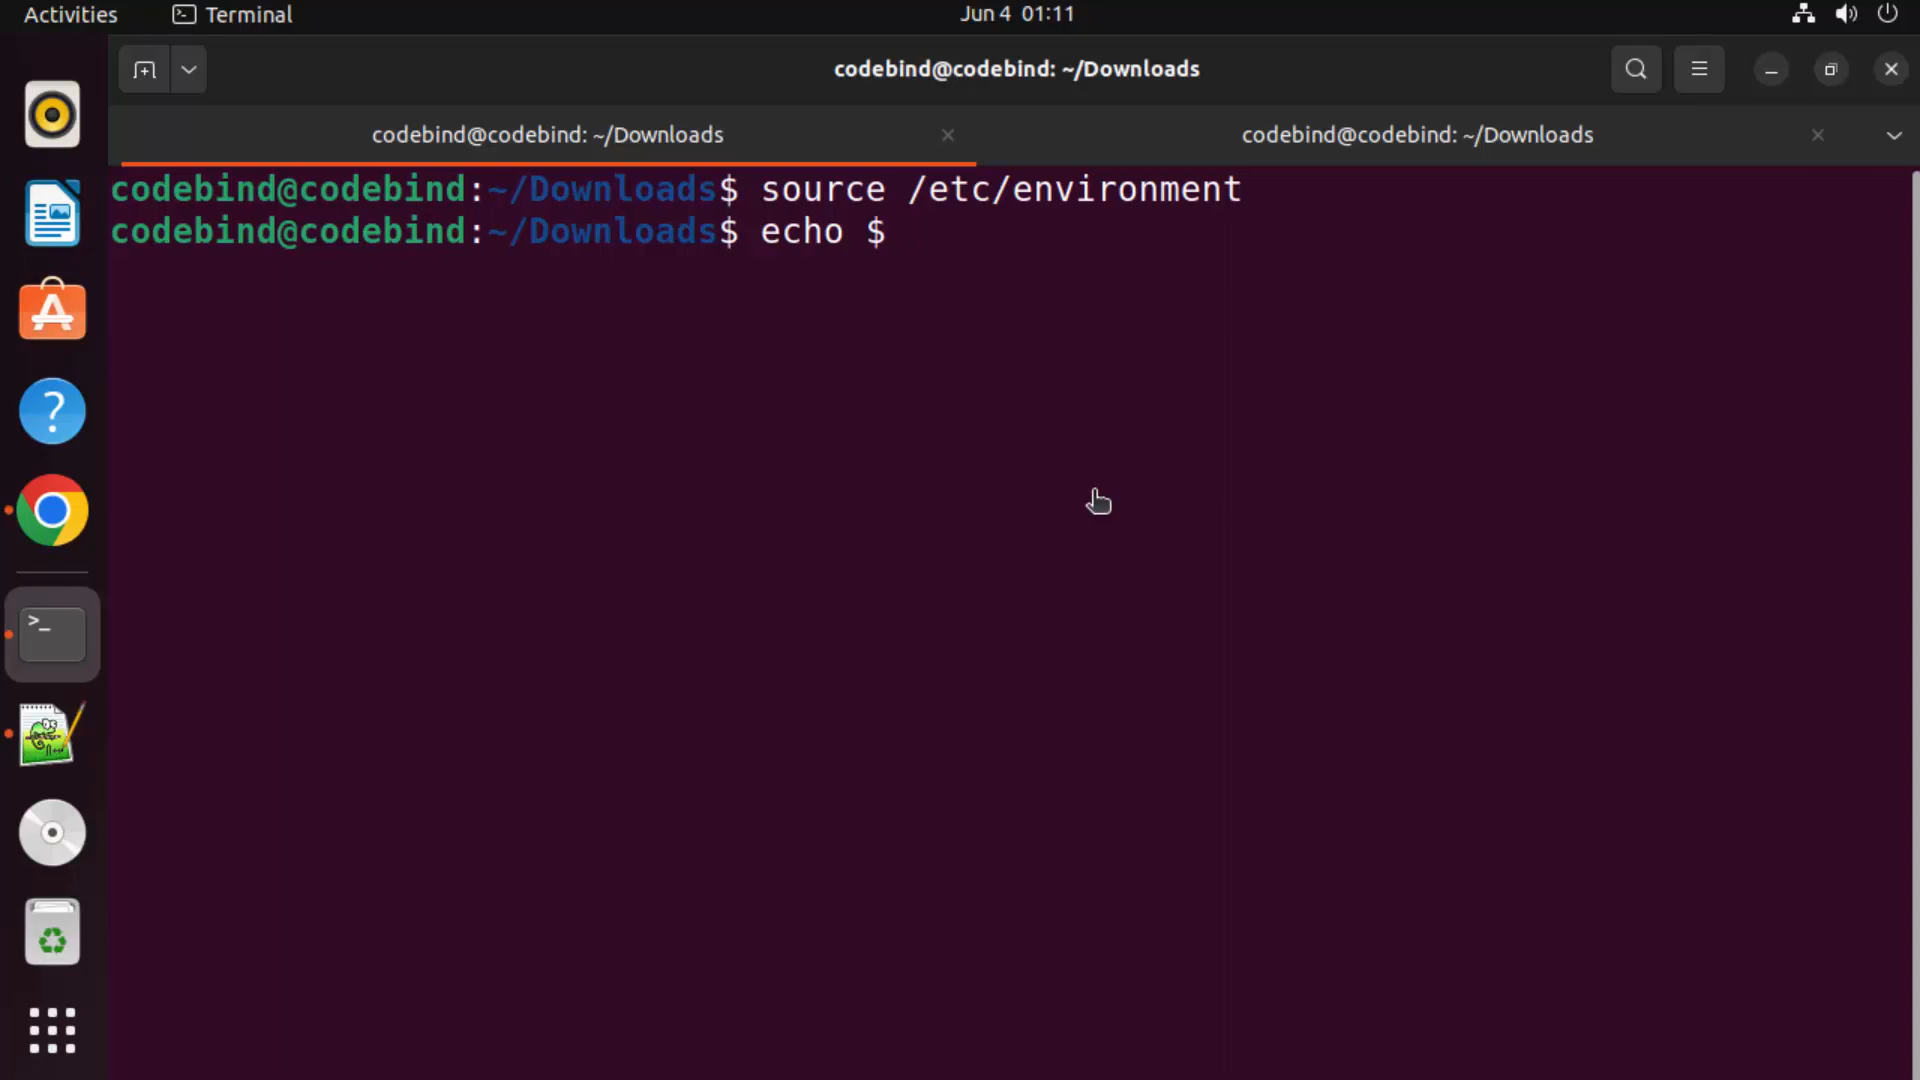 Activities Terminal Jun 4 01:11
codebind@codebind: ~/Downloads
codebind@codebind: ~/Downloads codebind@codebind: ~/Downloads
codebind@codebind:~/Downloads$ source /etc/environment
codebind@codebind:~/Downloads$ echo $